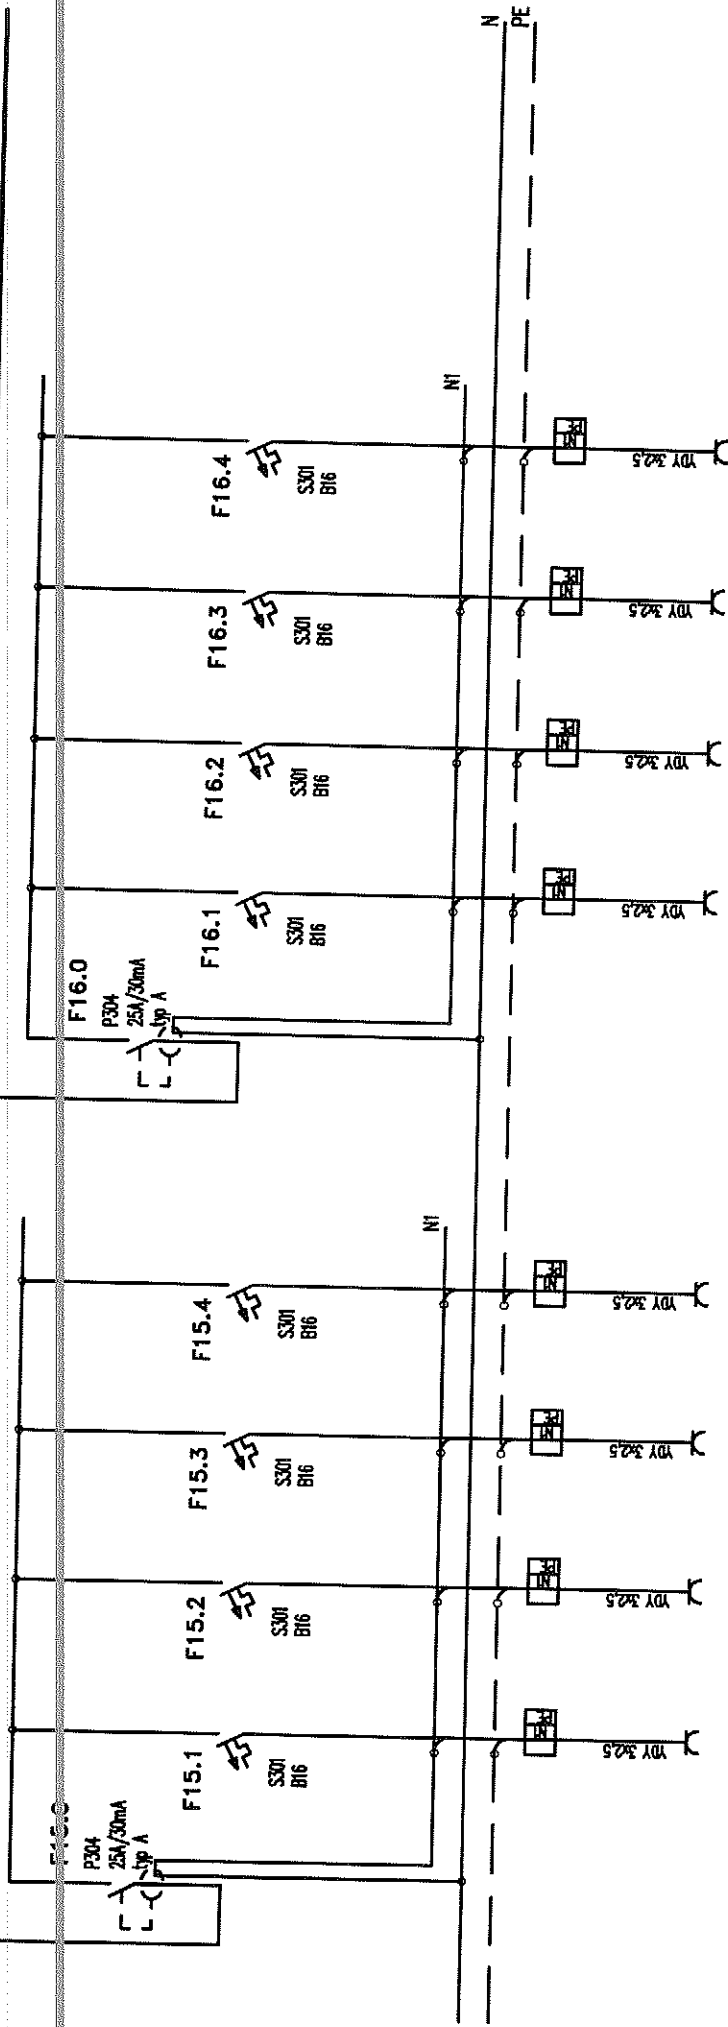 N
PE
N1
F16.4
S301
B16
YDY 3x2,5
F16.3
S301
B16
YDY 3x2,5
F16.2
S301
B16
YDY 3x2,5
F16.1
S301
B16
YDY 3x2,5
F16.0
P304
25A/30mA
typ A
N1
F15.4
S301
B16
YDY 3x2,5
F15.3
S301
B16
YDY 3x2,5
F15.2
S301
B16
YDY 3x2,5
F15.1
S301
B16
YDY 3x2,5
F15.0
P304
25A/30mA
typ A